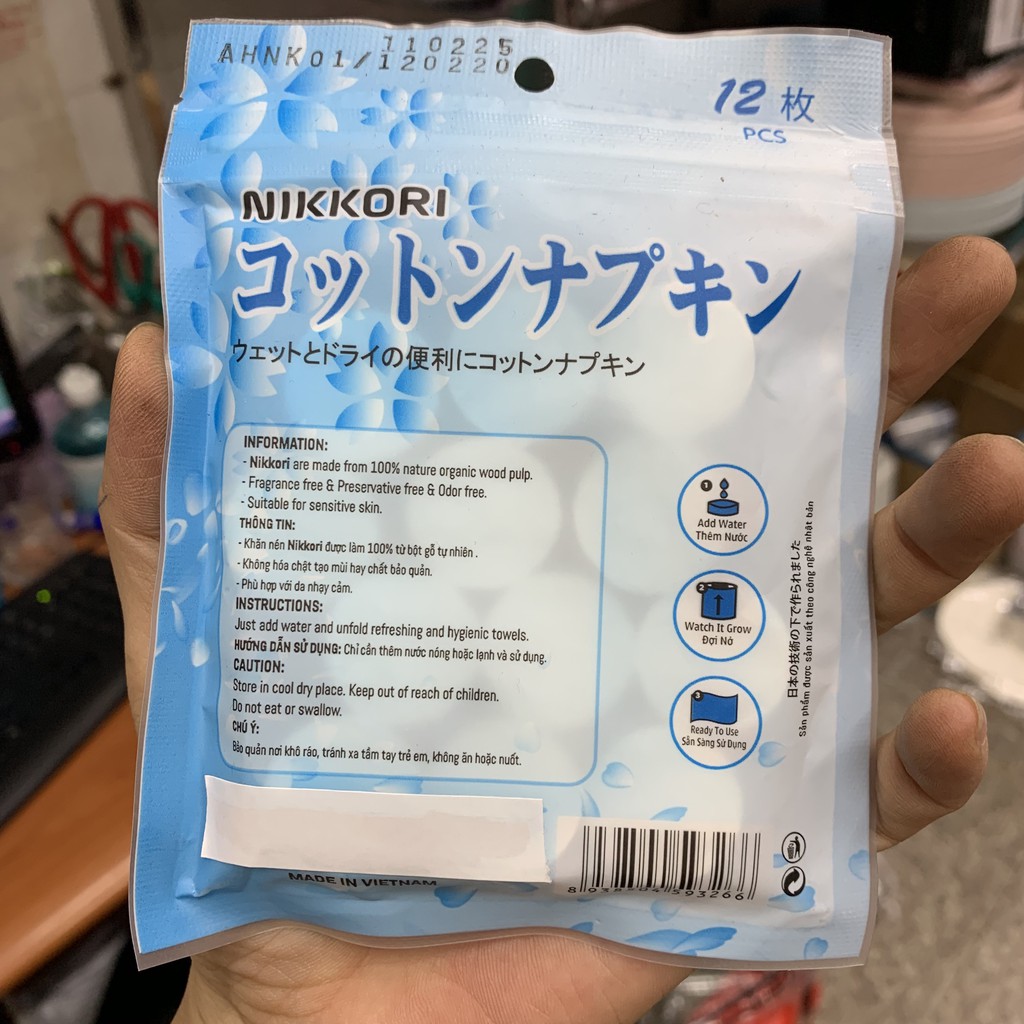 110225
AHNK01/120220
12枚
PCS
NIKKORI
コットンナプキン
ウェットとドライの便利にコットンナプキン
INFORMATION:
- Nikkori are made from 100% nature organic wood pulp.
- Fragrance free & Preservative free & Odor free.
- Suitable for sensitive skin.
THÔNG TIN:
- Khăn nén Nikkori được làm 100% từ bột gỗ tự nhiên .
- Không hóa chật tạo mùi hay chất bảo quản.
- Phù hợp với da nhạy cảm.
INSTRUCTIONS:
Just add water and unfold refreshing and hygienic towels.
HƯỚNG DẪN SỬ DỤNG: Chỉ cần thêm nước nóng hoặc lạnh và sử dụng.
CAUTION:
Store in cool dry place. Keep out of reach of children.
Do not eat or swallow.
CHÚ Ý:
Bảo quản nơi khô ráo, tránh xa tầm tay trẻ em, không ăn hoặc nuốt.
1
Add Water
Thêm Nước
2
Watch It Grow
Đợi Nở
3
Ready To Use
Sẵn Sàng Sử Dụng
日本の技術の下で作られました
Sản phẩm được sản xuất theo công nghệ nhật bản
MADE IN VIETNAM